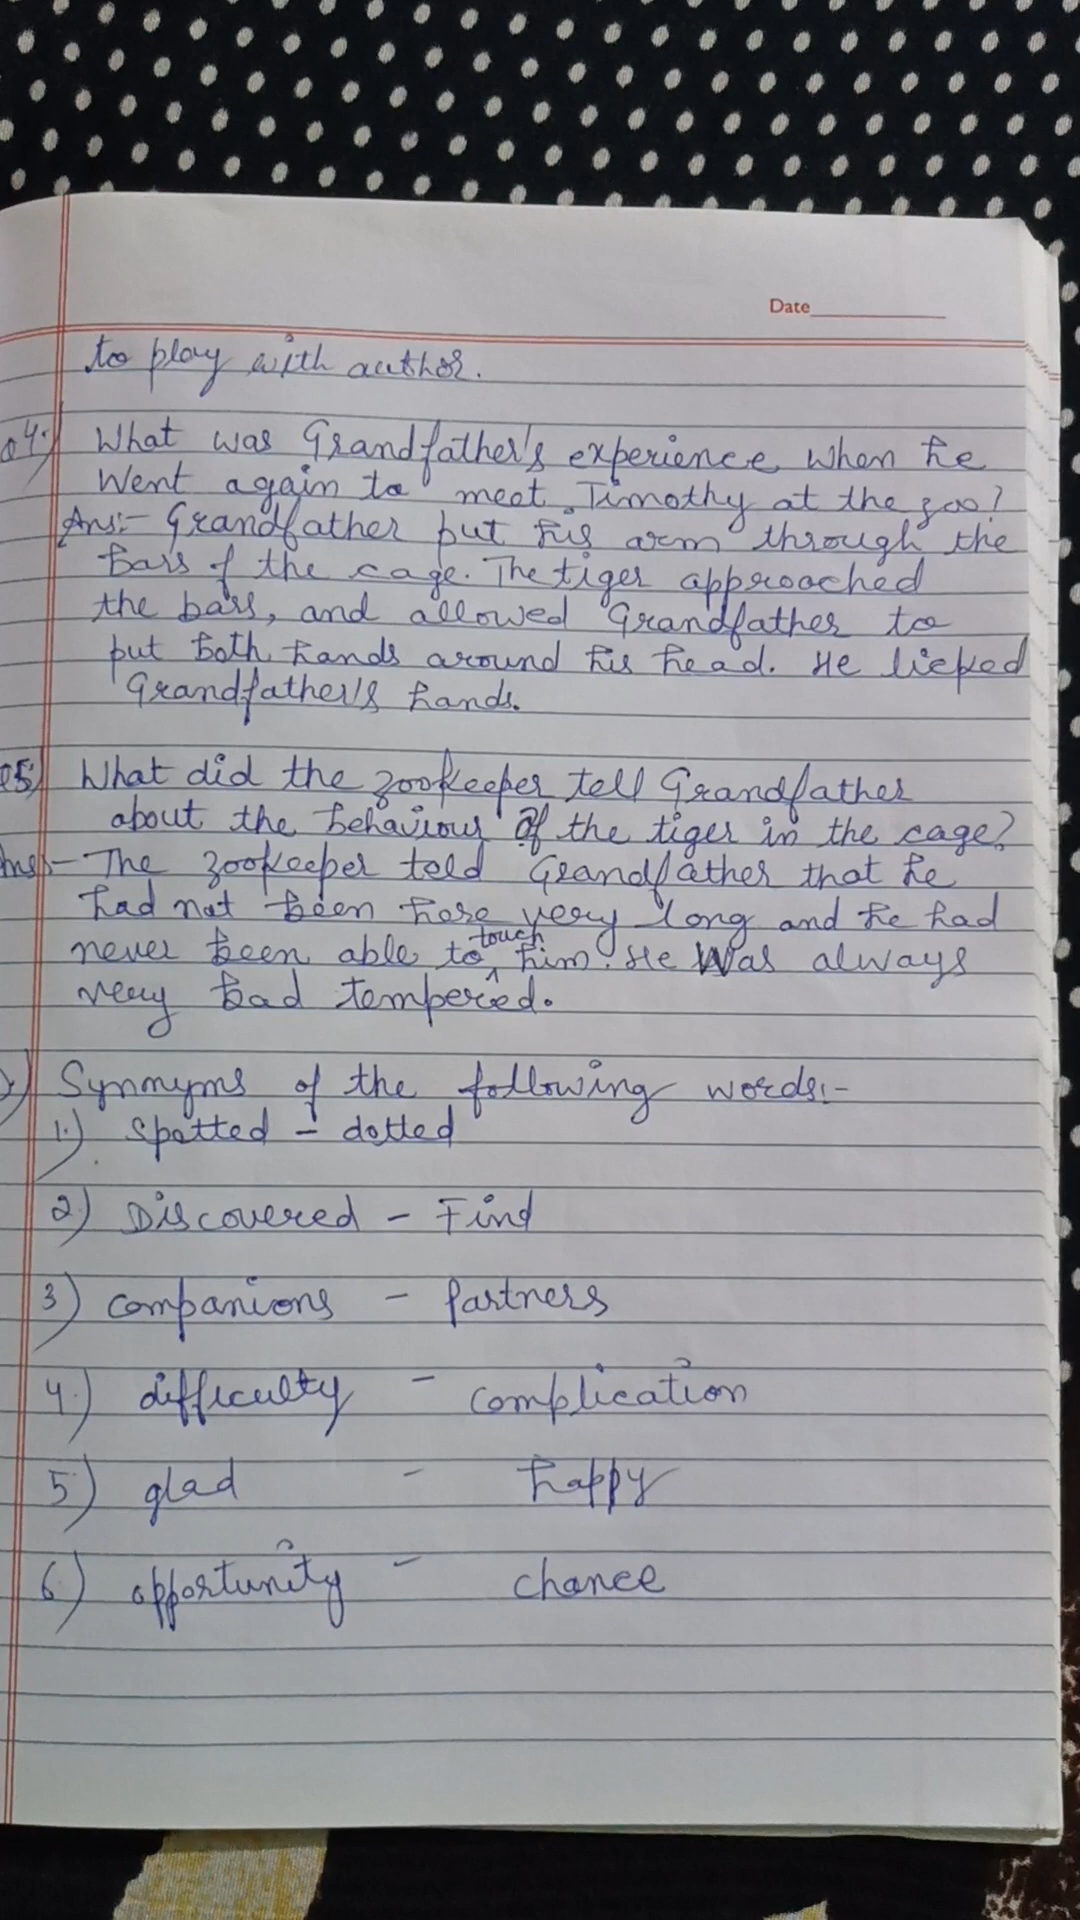 Date
to play with author.
Q4.) What was Grandfather's experience when he
went again to meet Timothy at the zoo?
Ans:- Grandfather put his arm through the
bars of the cage. The tiger approached
the bars, and allowed Grandfather to
put both hands around his head. He licked
Grandfather's hands.
Q5.) What did the zookeeper tell Grandfather
about the behaviour of the tiger in the cage?
Ans:- The zookeeper told Grandfather that he
had not been here very long and he had
never been able to touch him. He was always
very bad tempered.
Synmyms of the following words:-
1.) Spotted - dotted
2) Discovered - Find
3) Companions - Partners
4.) difficulty - complication
5) glad - happy
6.) opportunity - chance